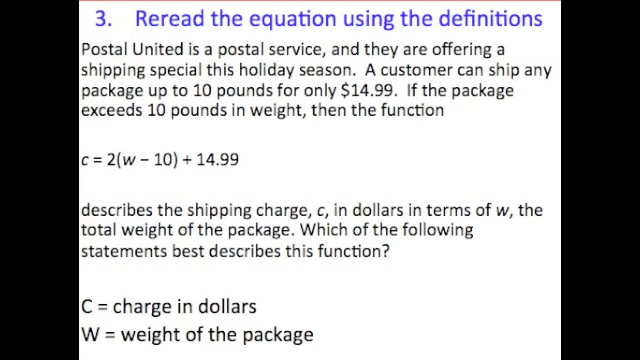 3. Reread the equation using the definitions
Postal United is a postal service, and they are offering a
shipping special this holiday season. A customer can ship any
package up to 10 pounds for only $14.99. If the package
exceeds 10 pounds in weight, then the function
c = 2(w − 10) + 14.99
describes the shipping charge, c, in dollars in terms of w, the
total weight of the package. Which of the following
statements best describes this function?
C = charge in dollars
W = weight of the package